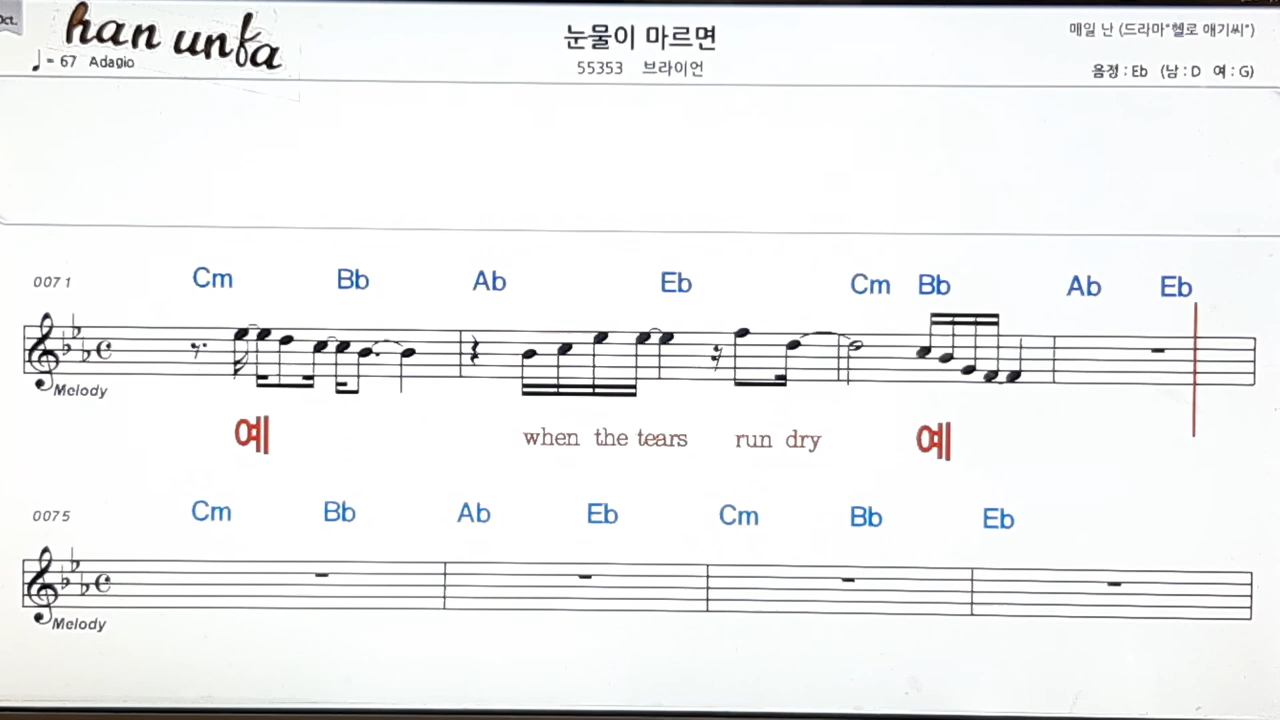 Oct.
han unfa
♩= 67 Adagio
눈물이 마르면
55353 브라이언
매일 난 (드라마"헬로 애기씨")
음정 : Eb (남 : D 여 : G)
0071 Cm Bb Ab Eb Cm Bb Ab Eb
Melody
예 when the tears run dry 예
0075 Cm Bb Ab Eb Cm Bb Eb
Melody